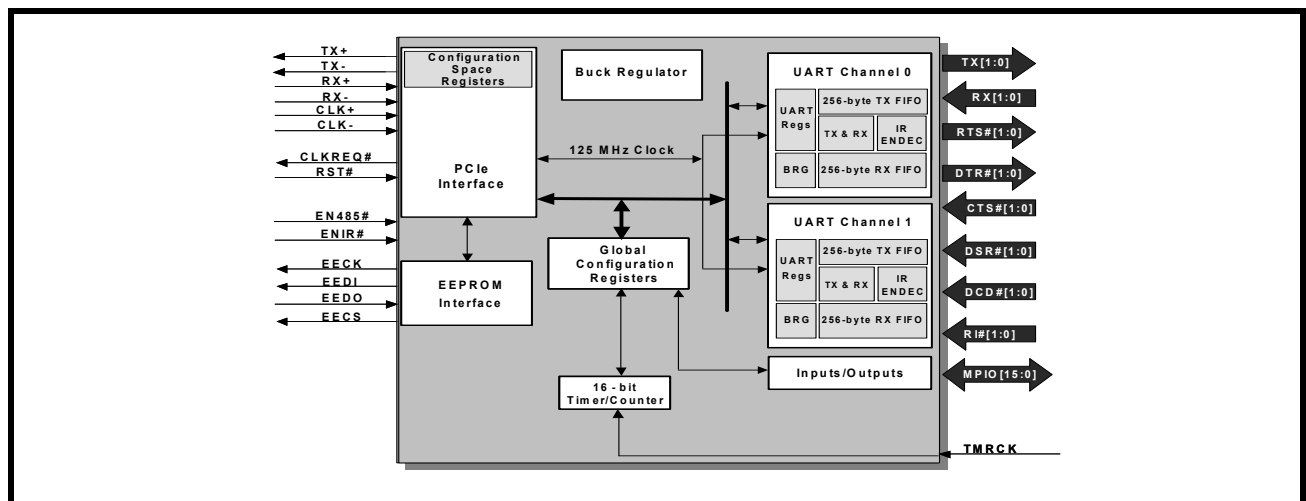 TX+
TX-
RX+
RX-
CLK+
CLK-
CLKREQ#
RST#
EN485#
ENIR#
EECK
EEDI
EEDO
EECS
Configuration
Space
Registers
PCIe
Interface
EEPROM
Interface
Buck Regulator
125 MHz Clock
Global
Configuration
Registers
16-bit
Timer/Counter
UART Channel 0
UART
Regs
256-byte TX FIFO
TX & RX
IR
ENDEC
BRG
256-byte RX FIFO
UART Channel 1
UART
Regs
256-byte TX FIFO
TX & RX
IR
ENDEC
BRG
256-byte RX FIFO
Inputs/Outputs
TX[1:0]
RX[1:0]
RTS#[1:0]
DTR#[1:0]
CTS#[1:0]
DSR#[1:0]
DCD#[1:0]
RI#[1:0]
MPIO[15:0]
TMRCK